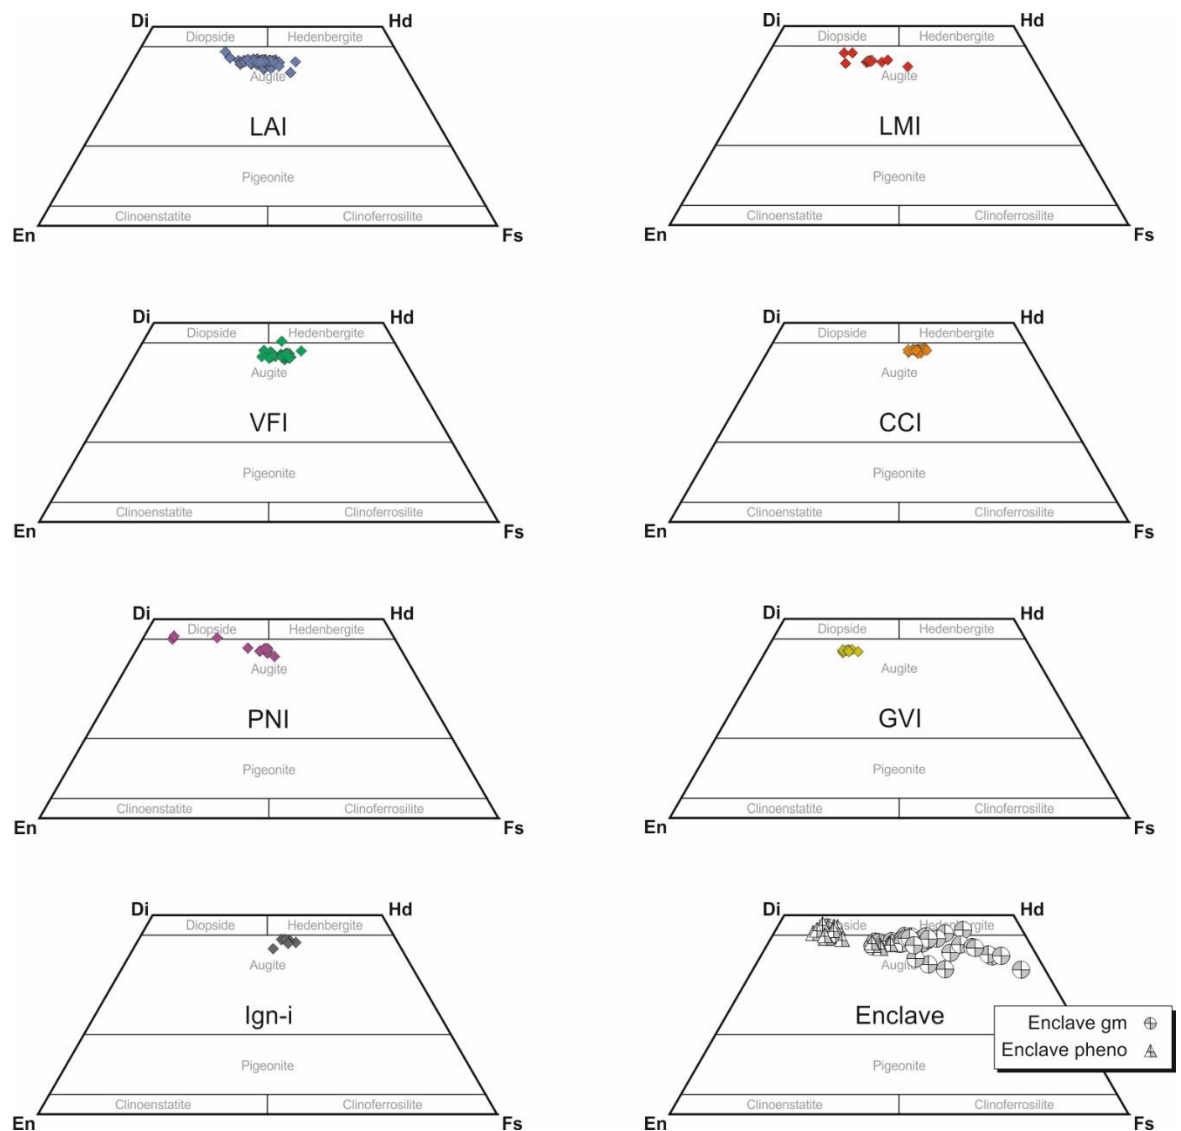 Di Hd
Diopside Hedenbergite
Augite
LAI
Pigeonite
Clinoenstatite Clinoferrosilite
En Fs
Di Hd
Diopside Hedenbergite
Augite
LMI
Pigeonite
Clinoenstatite Clinoferrosilite
En Fs
Di Hd
Diopside Hedenbergite
Augite
VFI
Pigeonite
Clinoenstatite Clinoferrosilite
En Fs
Di Hd
Diopside Hedenbergite
Augite
CCI
Pigeonite
Clinoenstatite Clinoferrosilite
En Fs
Di Hd
Diopside Hedenbergite
Augite
PNI
Pigeonite
Clinoenstatite Clinoferrosilite
En Fs
Di Hd
Diopside Hedenbergite
Augite
GVI
Pigeonite
Clinoenstatite Clinoferrosilite
En Fs
Di Hd
Diopside Hedenbergite
Augite
Ign-i
Pigeonite
Clinoenstatite Clinoferrosilite
En Fs
Di Hd
Diopside Hedenbergite
Augite
Enclave
Enclave gm
Enclave pheno
Pigeonite
Clinoenstatite Clinoferrosilite
En Fs